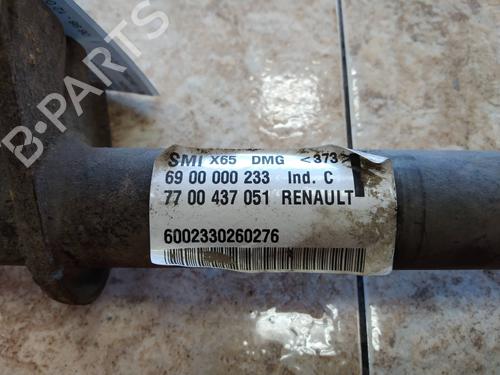 B-PARTS
SMI X65 DMG <373>
69 00 000 233 Ind. C
77 00 437 051 RENAULT
6002330260276